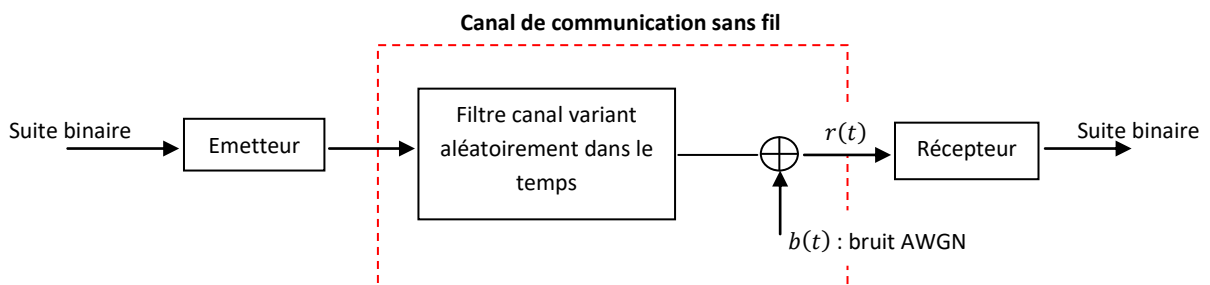 Canal de communication sans fil
Suite binaire
Emetteur
Filtre canal variant
aléatoirement dans le
temps
r(t)
Récepteur
Suite binaire
b(t) : bruit AWGN